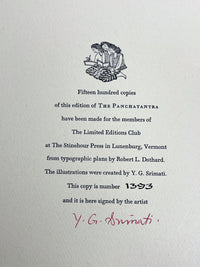 Fifteen hundred copies
of this edition of THE PANCHATANTRA
have been made for the members of
The Limited Editions Club
at The Stinehour Press in Lunenburg, Vermont
from typographic plans by Robert L. Dothard.
The illustrations were created by Y. G. Srimati.
This copy is number 1393
and it is here signed by the artist
Y. G. Srimati.